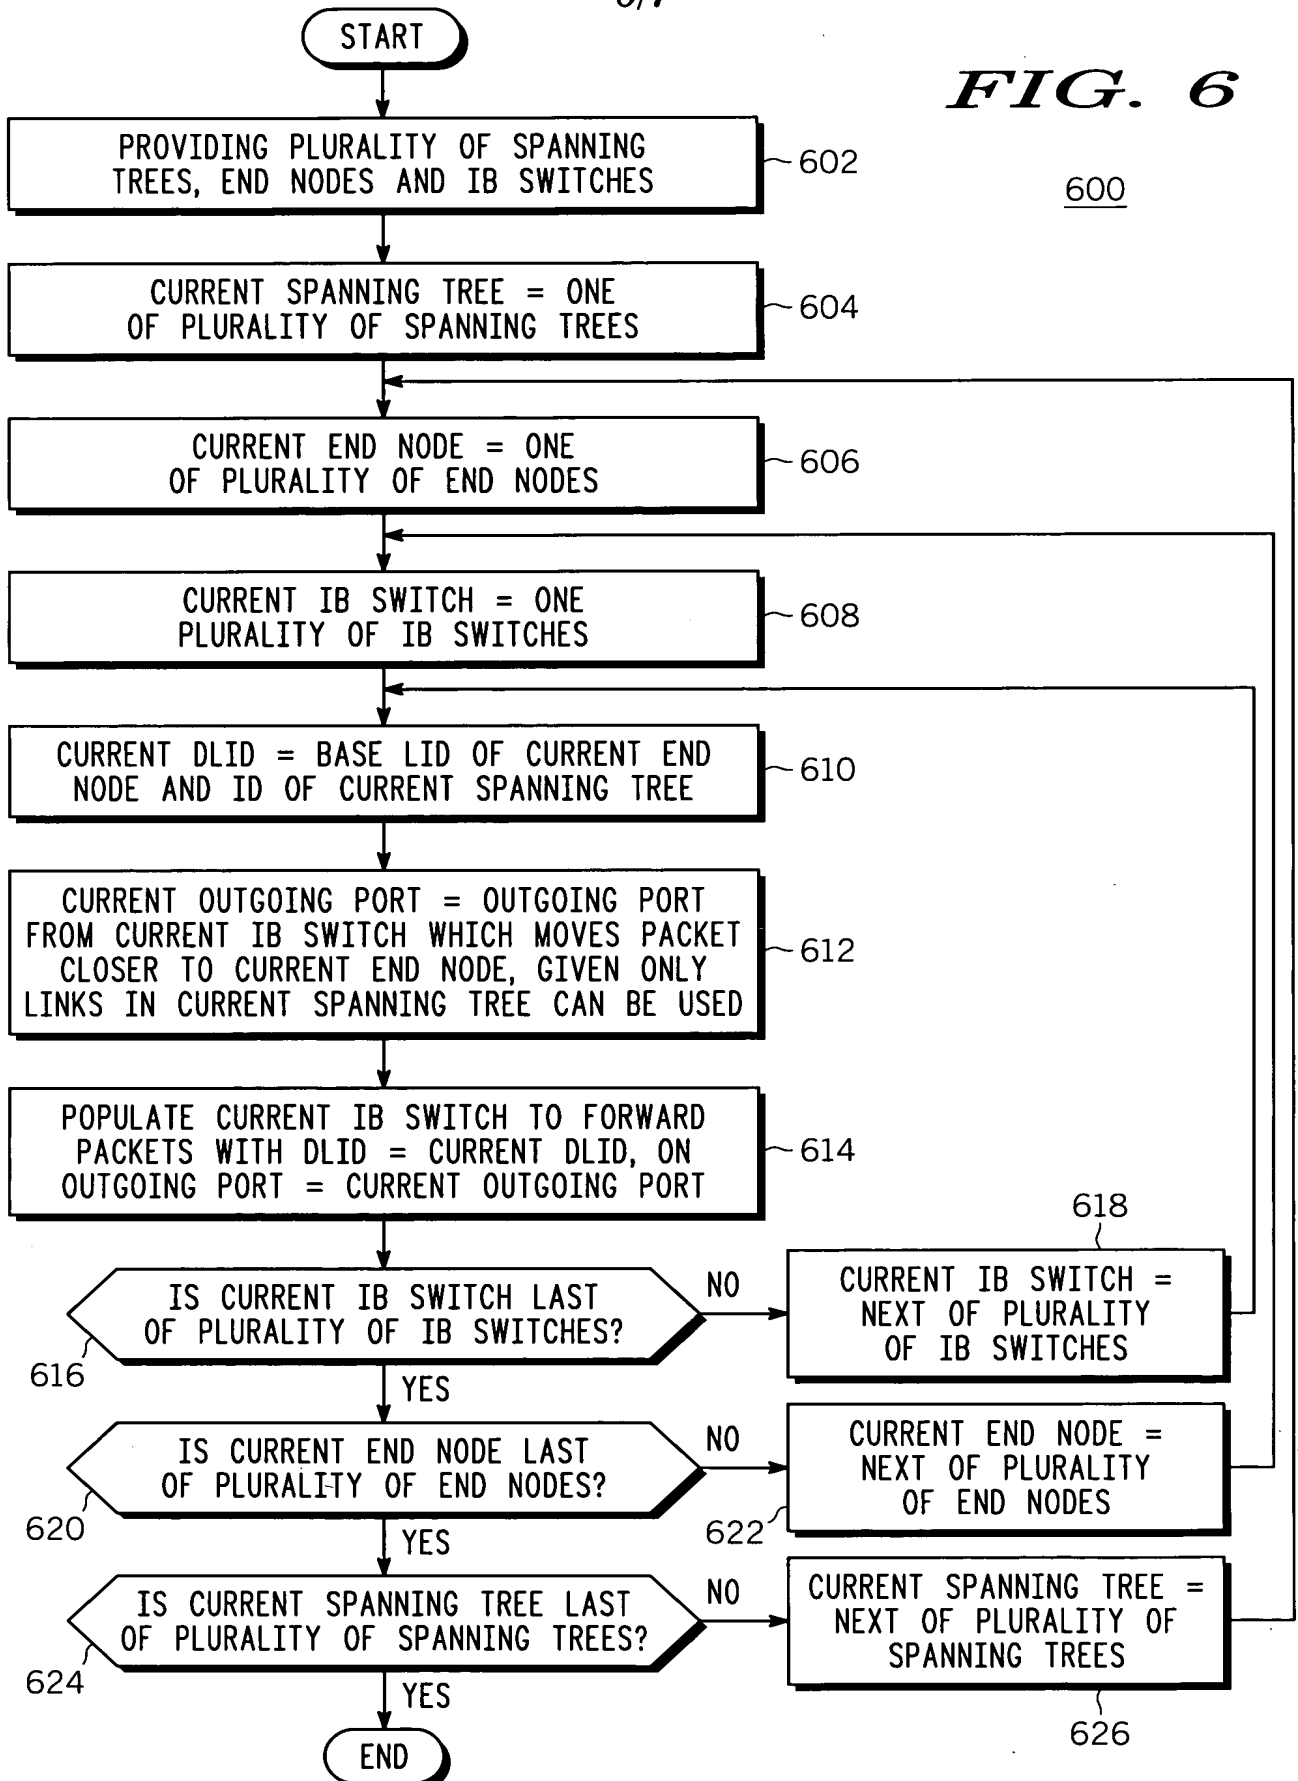 START
FIG. 6
600
PROVIDING PLURALITY OF SPANNING
TREES, END NODES AND IB SWITCHES
602
CURRENT SPANNING TREE = ONE
OF PLURALITY OF SPANNING TREES
604
CURRENT END NODE = ONE
OF PLURALITY OF END NODES
606
CURRENT IB SWITCH = ONE
PLURALITY OF IB SWITCHES
608
CURRENT DLID = BASE LID OF CURRENT END
NODE AND ID OF CURRENT SPANNING TREE
610
CURRENT OUTGOING PORT = OUTGOING PORT
FROM CURRENT IB SWITCH WHICH MOVES PACKET
CLOSER TO CURRENT END NODE, GIVEN ONLY
LINKS IN CURRENT SPANNING TREE CAN BE USED
612
POPULATE CURRENT IB SWITCH TO FORWARD
PACKETS WITH DLID = CURRENT DLID, ON
OUTGOING PORT = CURRENT OUTGOING PORT
614
IS CURRENT IB SWITCH LAST
OF PLURALITY OF IB SWITCHES?
616
NO
YES
618
CURRENT IB SWITCH =
NEXT OF PLURALITY
OF IB SWITCHES
IS CURRENT END NODE LAST
OF PLURALITY OF END NODES?
620
NO
YES
CURRENT END NODE =
NEXT OF PLURALITY
OF END NODES
622
IS CURRENT SPANNING TREE LAST
OF PLURALITY OF SPANNING TREES?
624
NO
YES
CURRENT SPANNING TREE =
NEXT OF PLURALITY OF
SPANNING TREES
626
END